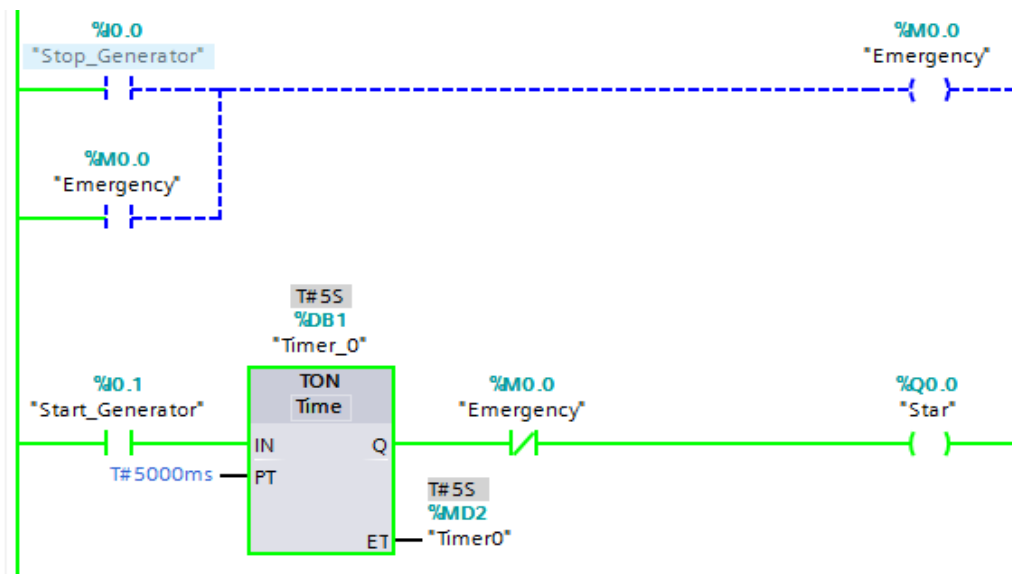 %I0.0
"Stop_Generator"
%M0.0
"Emergency"
%M0.0
"Emergency"
T#5S
%DB1
"Timer_0"
%I0.1
"Start_Generator"
TON
Time
IN
Q
T#5000ms
PT
ET
%M0.0
"Emergency"
%Q0.0
"Star"
T#5S
%MD2
"Timer0"